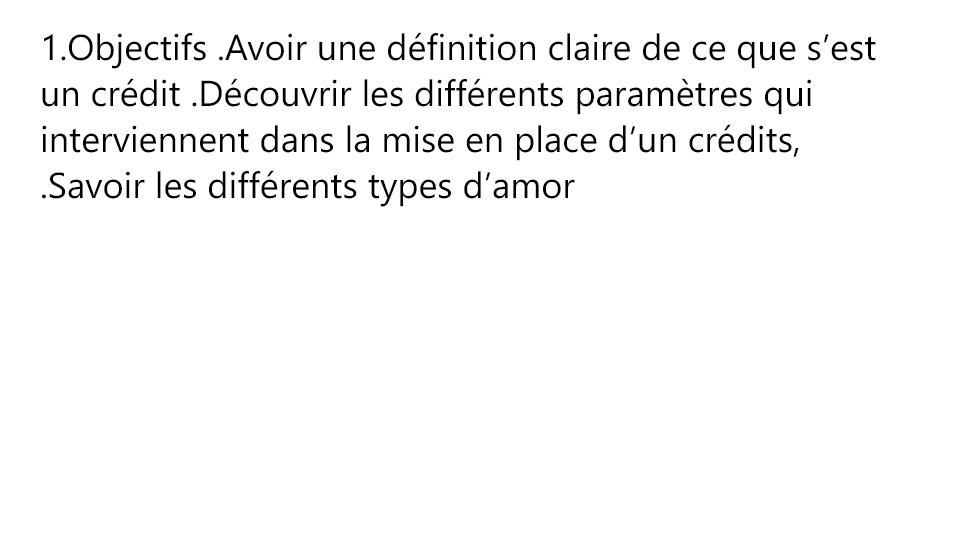 1.Objectifs .Avoir une définition claire de ce que s’est
un crédit .Découvrir les différents paramètres qui
interviennent dans la mise en place d’un crédits,
.Savoir les différents types d’amor